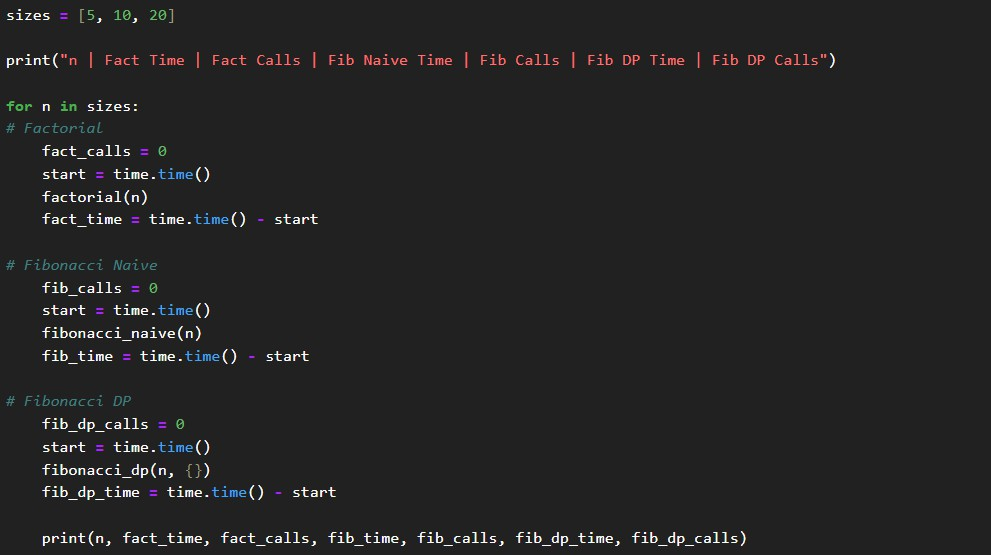 sizes = [5, 10, 20]
print("n | Fact Time | Fact Calls | Fib Naive Time | Fib Calls | Fib DP Time | Fib DP Calls")
for n in sizes:
# Factorial
    fact_calls = 0
    start = time.time()
    factorial(n)
    fact_time = time.time() - start
# Fibonacci Naive
    fib_calls = 0
    start = time.time()
    fibonacci_naive(n)
    fib_time = time.time() - start
# Fibonacci DP
    fib_dp_calls = 0
    start = time.time()
    fibonacci_dp(n, {})
    fib_dp_time = time.time() - start
    print(n, fact_time, fact_calls, fib_time, fib_calls, fib_dp_time, fib_dp_calls)